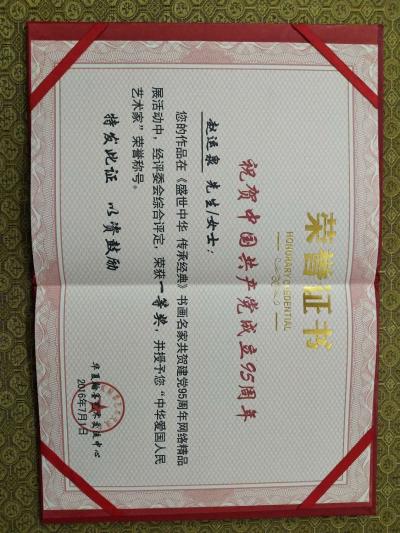 荣誉证书
HONORARY CREDENTIAL
祝贺中国共产党成立95周年
赵运泉 先生/女士:
您的作品在《盛世中华 传承经典》书画名家共贺建党95周年网络精品
展活动中,经评委会综合评定,荣获一等奖,并授予您“中华爱国人民
艺术家”荣誉称号。
特发此证 以资鼓励
2016年7月1日